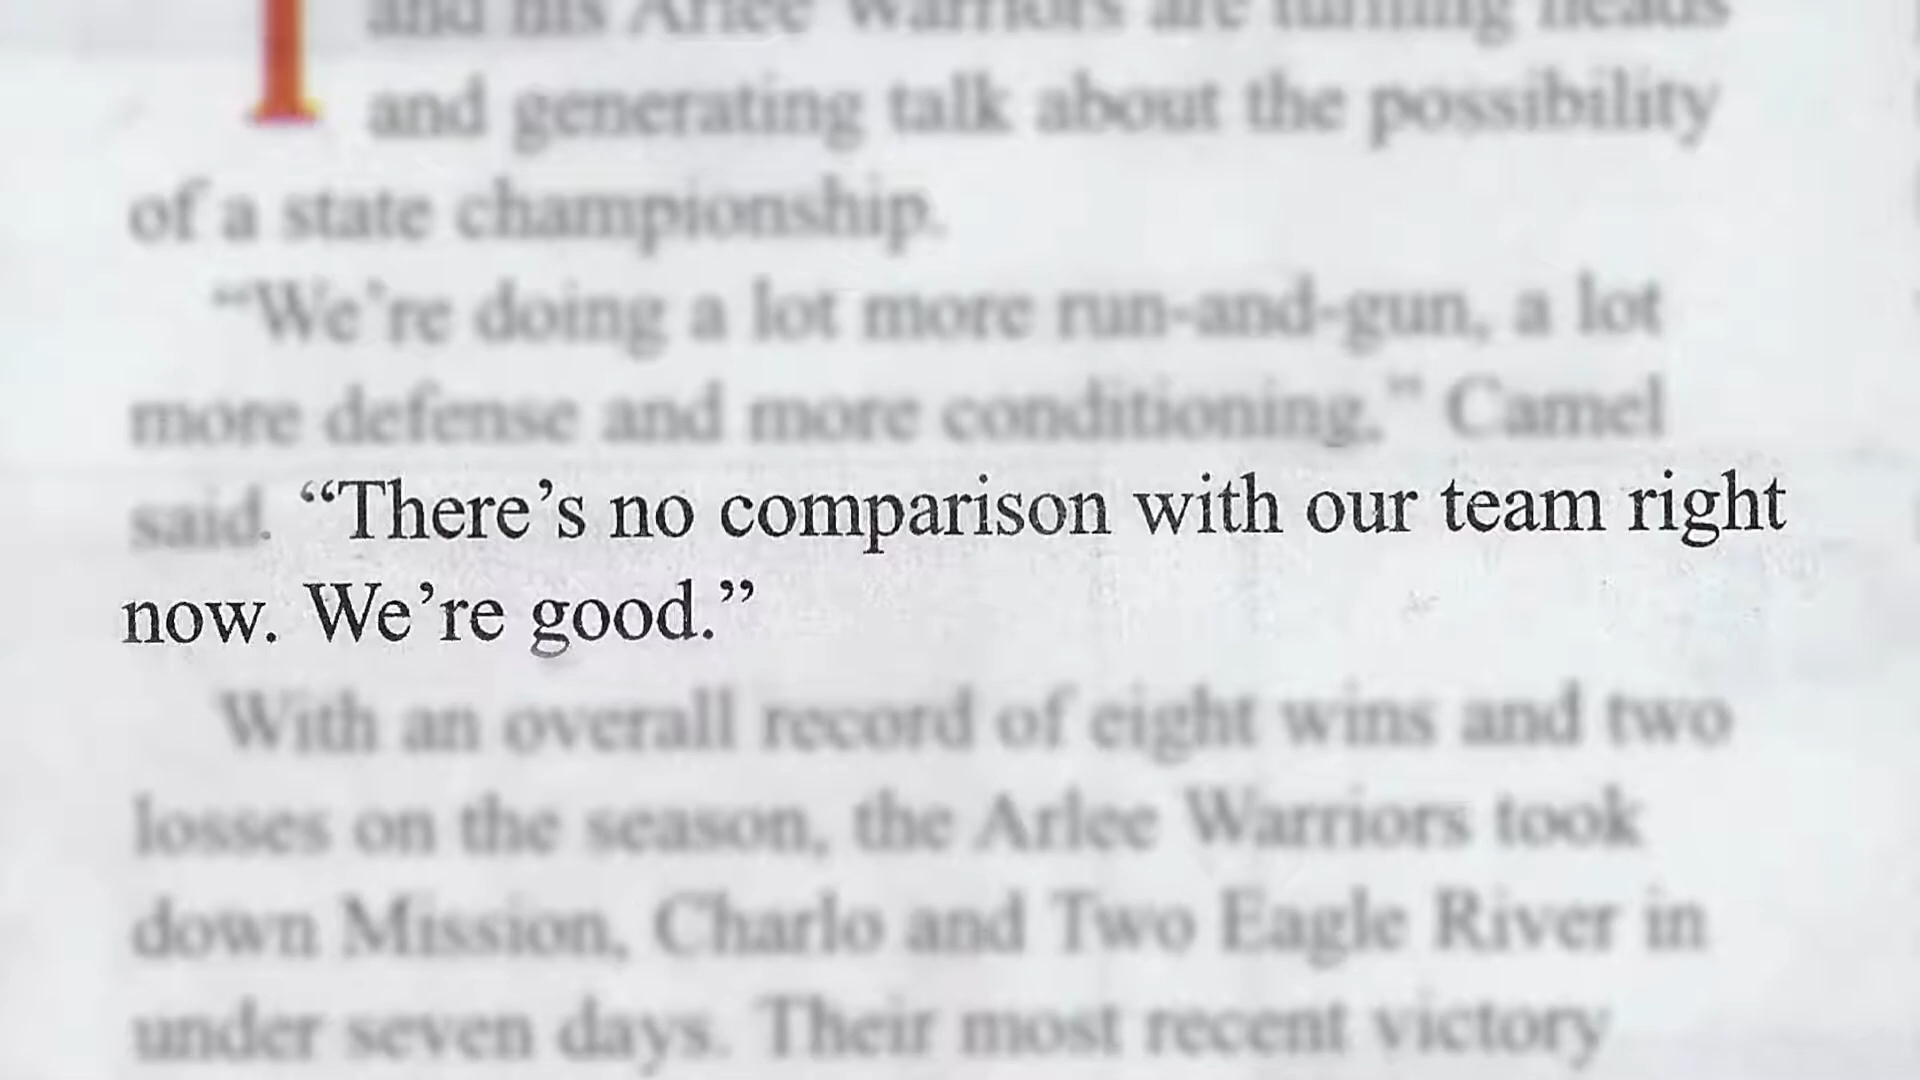 and his Arlee Warriors are turning heads
and generating talk about the possibility
of a state championship.
“We’re doing a lot more run-and-gun, a lot
more defense and more conditioning,” Camel
said. “There’s no comparison with our team right
now. We’re good.”
With an overall record of eight wins and two
losses on the season, the Arlee Warriors took
down Mission, Charlo and Two Eagle River in
under seven days. Their most recent victory